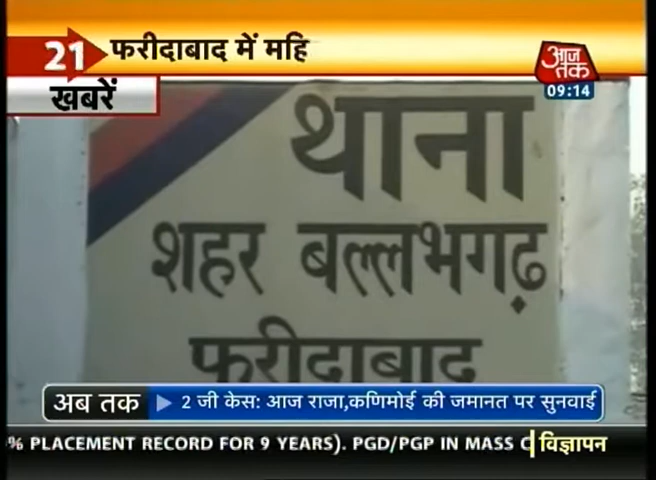 21
फरीदाबाद में महि
आज
तक
09:14
खबरें
थाना
शहर बल्लभगढ़
फरीदाबाद
अब तक
2 जी केस: आज राजा,कणिमोई की जमानत पर सुनवाई
% PLACEMENT RECORD FOR 9 YEARS). PGD/PGP IN MASS C
विज्ञापन